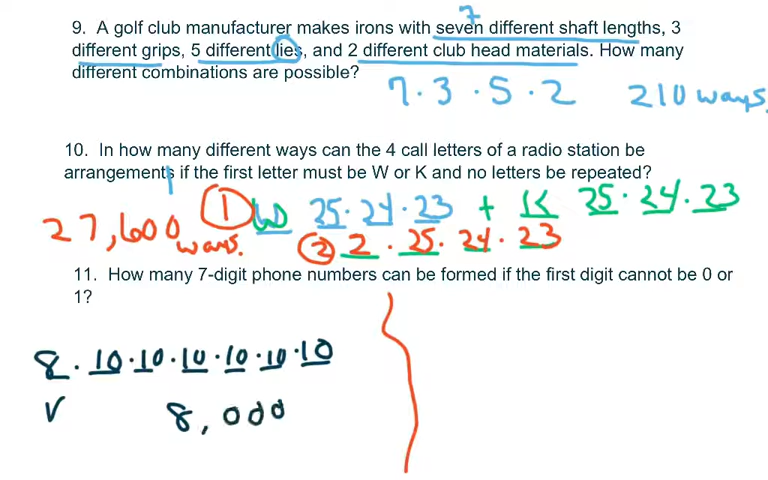 7
9. A golf club manufacturer makes irons with seven different shaft lengths, 3
different grips, 5 different lies, and 2 different club head materials. How many
different combinations are possible?
7 · 3 · 5 · 2 210 ways.
10. In how many different ways can the 4 call letters of a radio station be
arrangements if the first letter must be W or K and no letters be repeated?
1 W 25 · 24 · 23 + K 25 · 24 · 23
27,600 ways.
2 2 · 25 · 24 · 23
11. How many 7-digit phone numbers can be formed if the first digit cannot be 0 or
1?
8 · 10 · 10 · 10 · 10 · 10 · 10
8,000